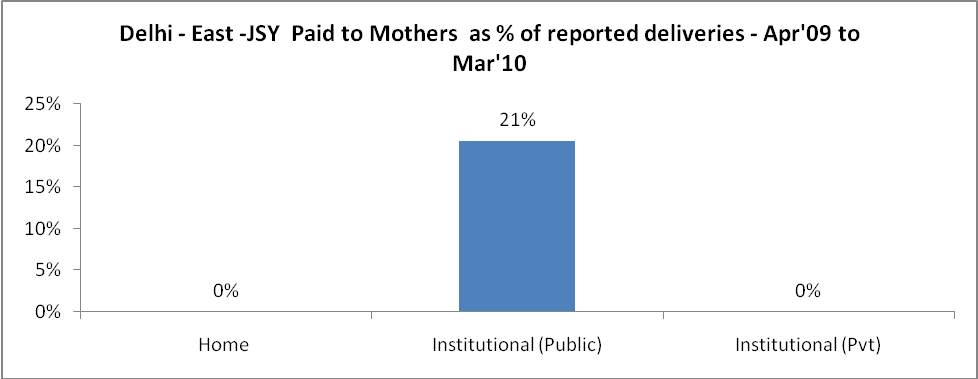 Delhi - East -JSY  Paid to Mothers  as % of reported deliveries - Apr'09 to
Mar'10
25%
20%
15%
10%
5%
0%
21%
0%
0%
Home
Institutional (Public)
Institutional (Pvt)